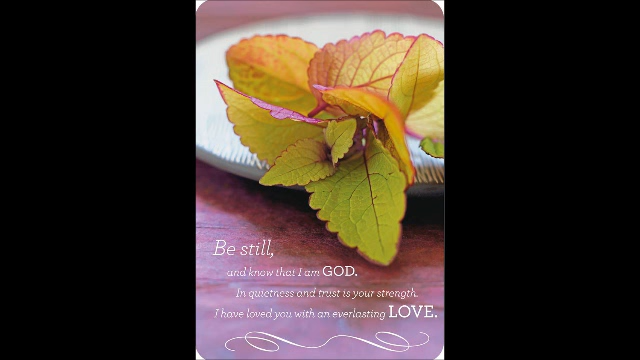 Be still,
and know that I am GOD.
In quietness and trust is your strength.
I have loved you with an everlasting LOVE.